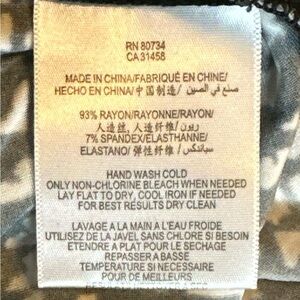 RN 80734
CA 31458
MADE IN CHINA/FABRIQUÉ EN CHINE/
HECHO EN CHINA/中国制造/ صنع في الصين
93% RAYON/RAYONNE/RAYON/
人造丝, 人造纤维/ رايون/
7% SPANDEX/ELASTHANNE/
ELASTANO/ 弹性纤维/ سباندكس
HAND WASH COLD
ONLY NON-CHLORINE BLEACH WHEN NEEDED
LAY FLAT TO DRY, COOL IRON IF NEEDED
FOR BEST RESULTS DRY CLEAN
LAVAGE A LA MAIN A L'EAU FROIDE
UTILISEZ DE LA JAVEL SANS CHLORE AU BESOIN
ETENDRE A PLAT POUR LE SECHAGE
REPASSER A BASSE
TEMPERATURE SI NECESSAIRE
POUR DE MEILLEURS